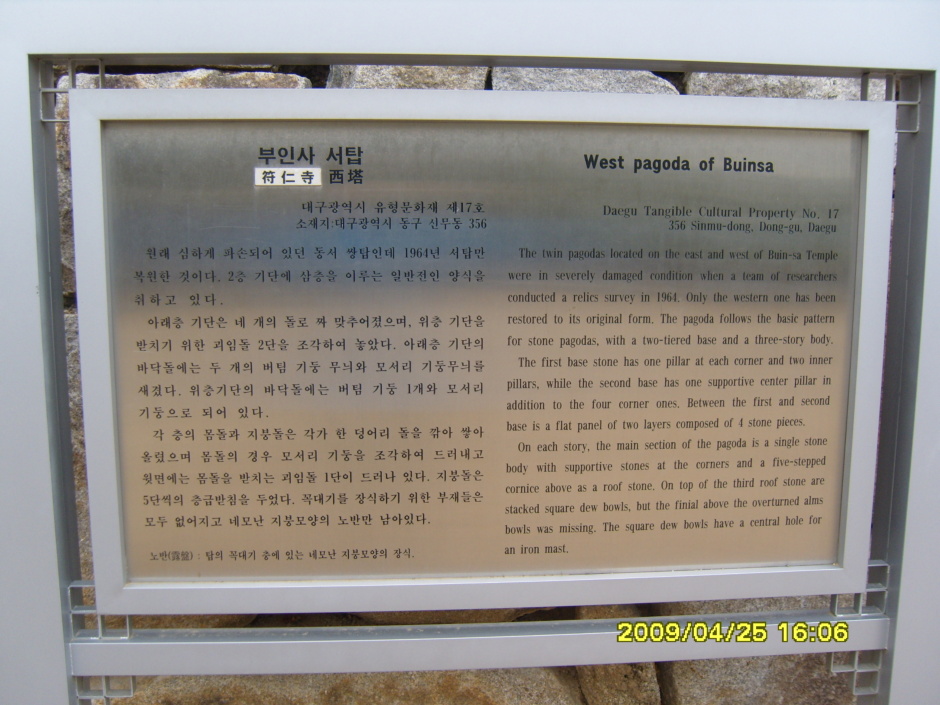 부인사 서탑
符仁寺 西塔
대구광역시 유형문화재 제17호
소재지:대구광역시 동구 신무동 356
원래 심하게 파손되어 있던 동서 쌍탑인데 1964년 서탑만
복원한 것이다. 2층 기단에 삼층을 이루는 일반전인 양식을
취하고 있다.
아래층 기단은 네 개의 돌로 짜 맞추어졌으며, 위층 기단을
받치기 위한 괴임돌 2단을 조각하여 놓았다. 아래층 기단의
바닥돌에는 두 개의 버팀 기둥 무늬와 모서리 기둥무늬를
새겼다. 위층기단의 바닥돌에는 버팀 기둥 1개와 모서리
기둥으로 되어 있다.
각 층의 몸돌과 지붕돌은 각가 한 덩어리 돌을 깎아 쌓아
올렸으며 몸돌의 경우 모서리 기둥을 조각하여 드러내고
윗면에는 몸돌을 받치는 괴임돌 1단이 드러나 있다. 지붕돌은
5단씩의 층급받침을 두었다. 꼭대기를 장식하기 위한 부재들은
모두 없어지고 네모난 지붕모양의 노반만 남아있다.
노반(露盤) : 탑의 꼭대기 층에 있는 네모난 지붕모양의 장식.
West pagoda of Buinsa
Daegu Tangible Cultural Property No. 17
356 Sinmu-dong, Dong-gu, Daegu
The twin pagodas located on the east and west of Buin-sa Temple
were in severely damaged condition when a team of researchers
conducted a relics survey in 1964. Only the western one has been
restored to its original form. The pagoda follows the basic pattern
for stone pagodas, with a two-tiered base and a three-story body.
The first base stone has one pillar at each corner and two inner
pillars, while the second base has one supportive center pillar in
addition to the four corner ones. Between the first and second
base is a flat panel of two layers composed of 4 stone pieces.
On each story, the main section of the pagoda is a single stone
body with supportive stones at the corners and a five-stepped
cornice above as a roof stone. On top of the third roof stone are
stacked square dew bowls, but the finial above the overturned alms
bowls was missing. The square dew bowls have a central hole for
an iron mast.
2009/04/25 16:06